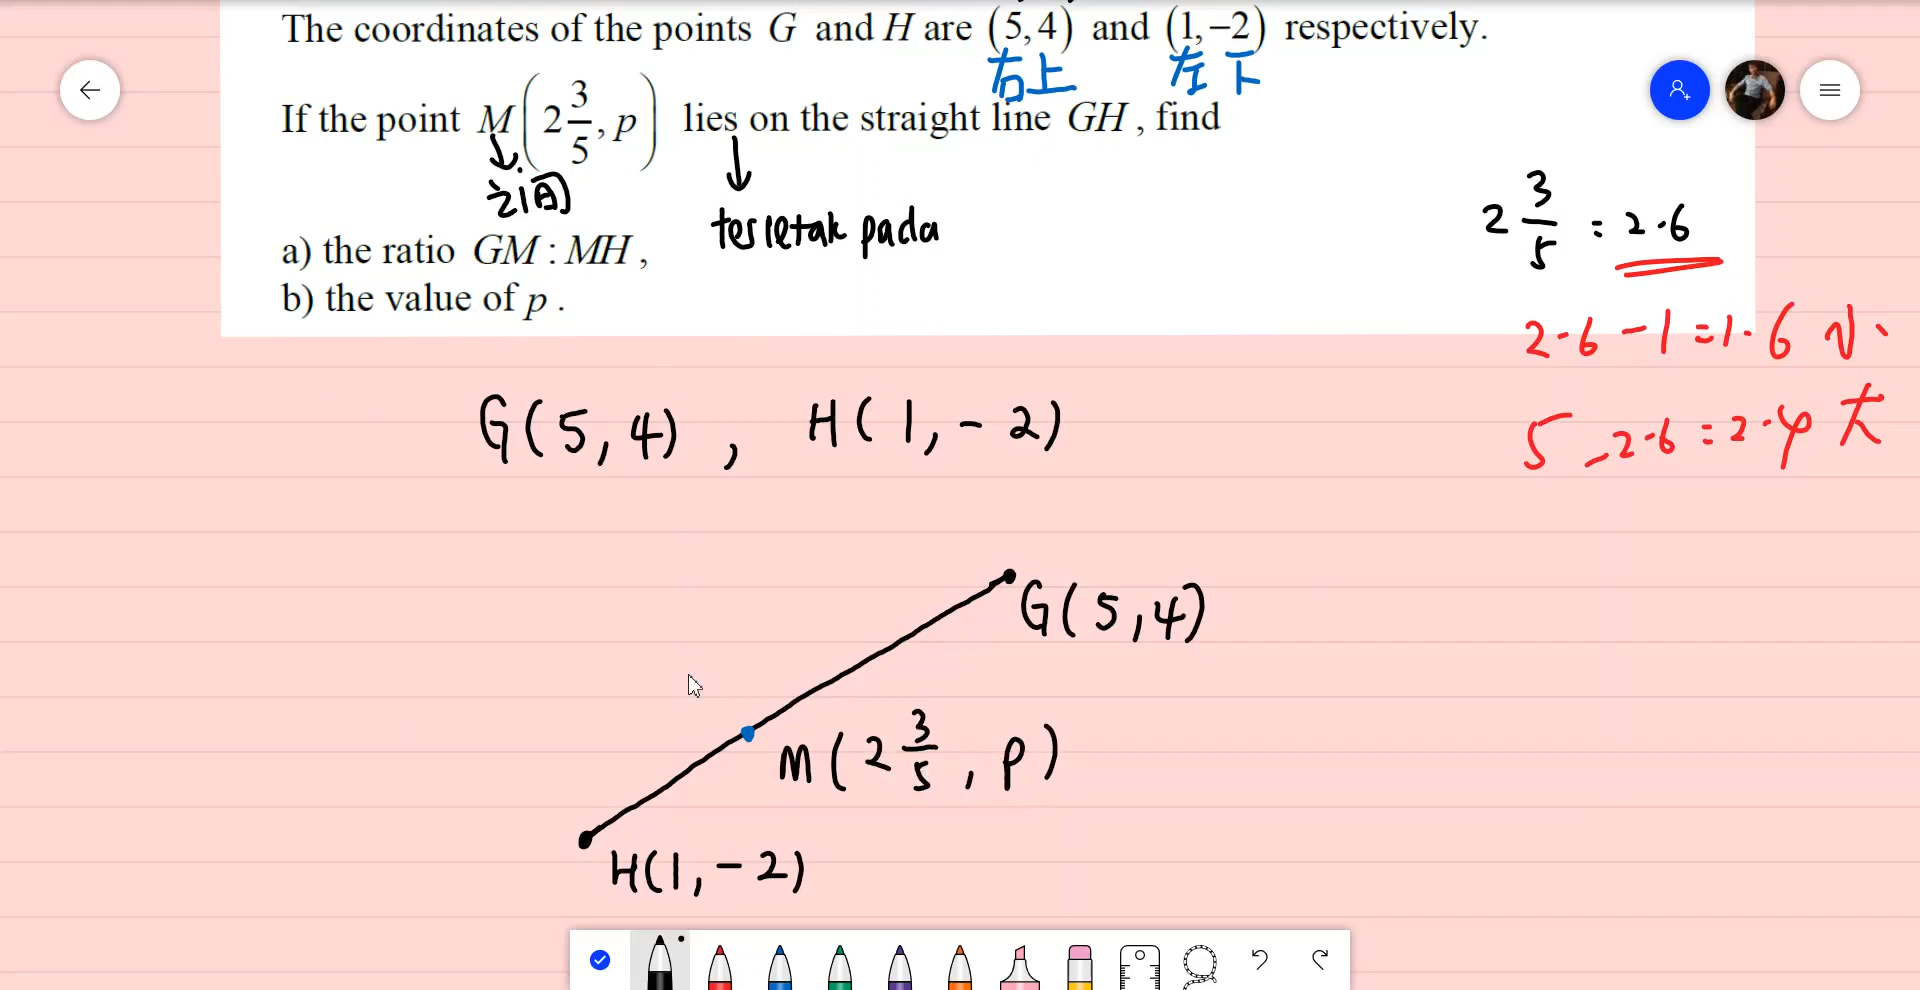 The coordinates of the points G and H are (5, 4) and (1, −2) respectively.
右上 左下
If the point M(2 3/5, p) lies on the straight line GH, find
之间
terletak pada
a) the ratio GM : MH,
b) the value of p.
2 3/5 = 2.6
2.6 − 1 = 1.6 小
5 − 2.6 = 2.4 大
G(5, 4), H(1, −2)
G(5, 4)
M(2 3/5, p)
H(1, −2)